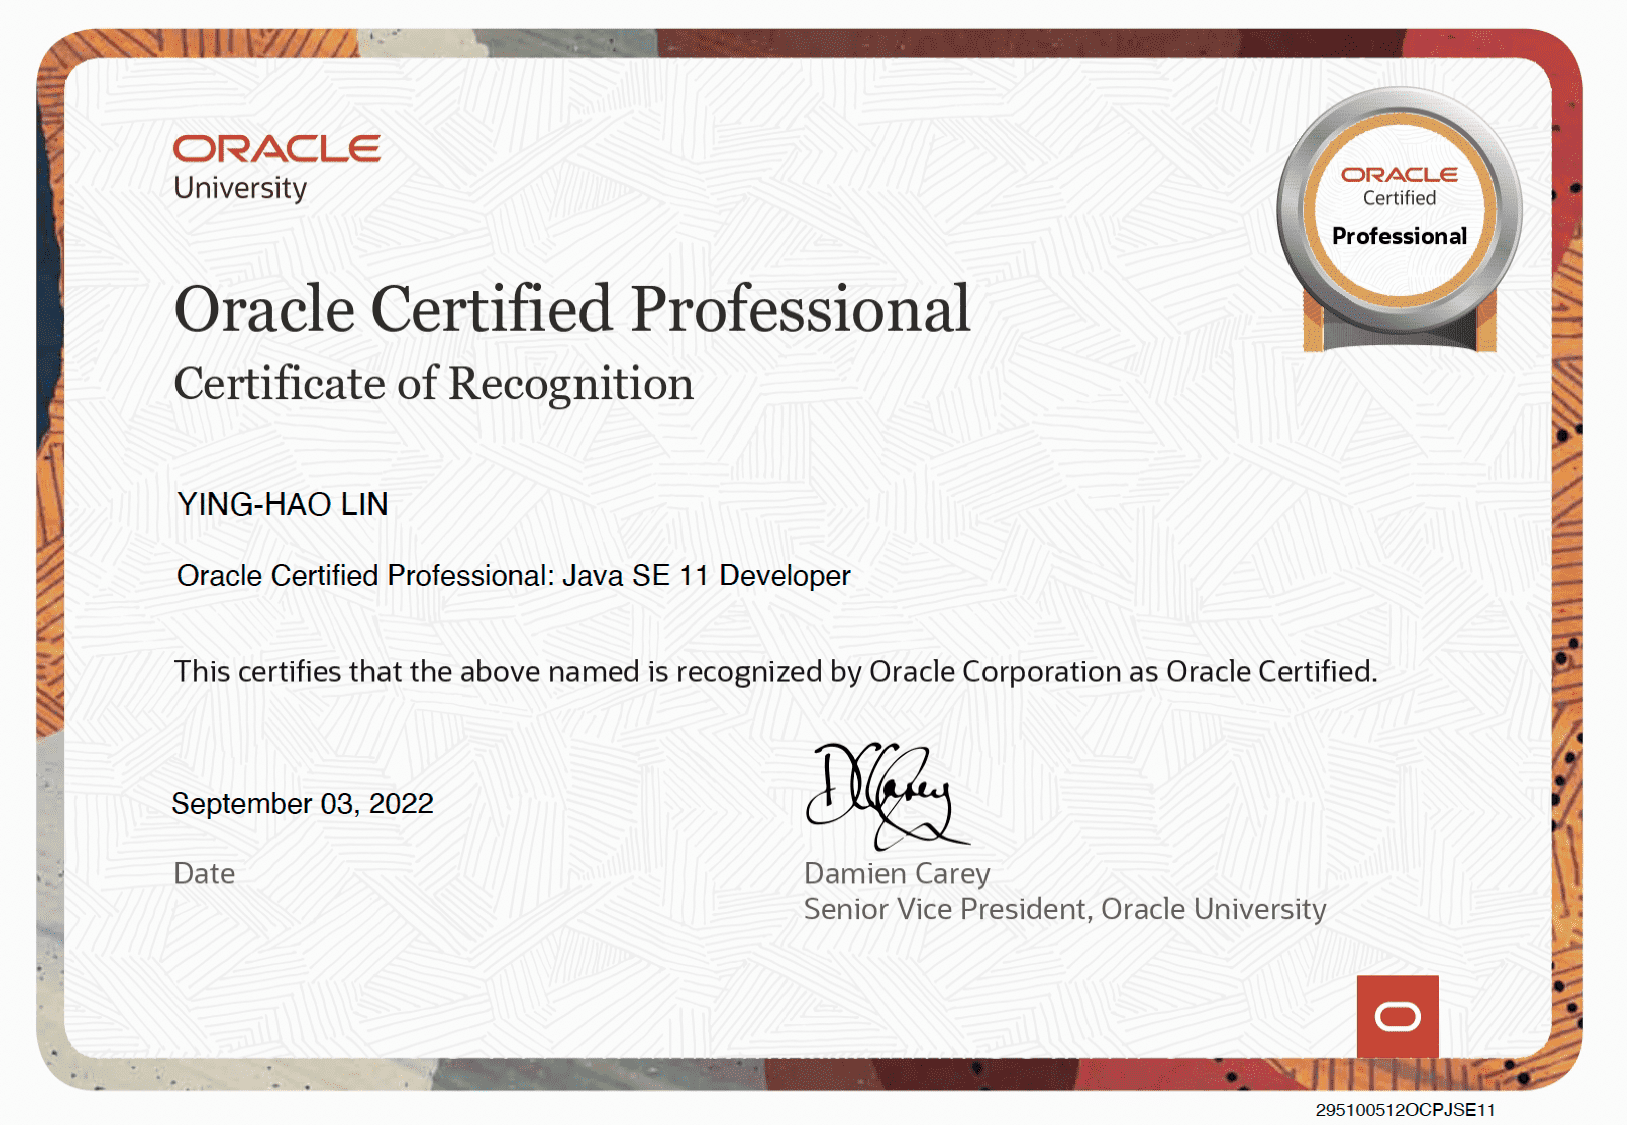 ORACLE
University
ORACLE
Certified
Professional
Oracle Certified Professional
Certificate of Recognition
YING-HAO LIN
Oracle Certified Professional: Java SE 11 Developer
This certifies that the above named is recognized by Oracle Corporation as Oracle Certified.
September 03, 2022
Date
DCarey
Damien Carey
Senior Vice President, Oracle University
295100512OCPJSE11